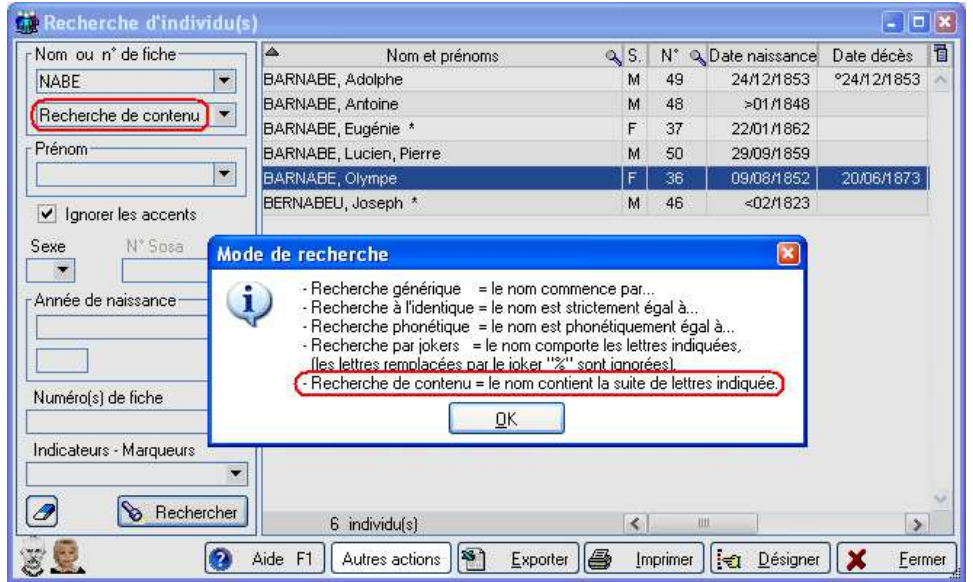 Recherche d'individu(s)
Nom ou n° de fiche
NABE
Recherche de contenu
Prénom
Ignorer les accents
Sexe N° Sosa
Année de naissance
Numéro(s) de fiche
Indicateurs - Marqueurs
Rechercher
Nom et prénoms S. N° Date naissance Date décès
BARNABE, Adolphe M 49 24/12/1853 °24/12/1853
BARNABE, Antoine M 48 >01/1848
BARNABE, Eugénie * F 37 22/01/1862
BARNABE, Lucien, Pierre M 50 29/09/1859
BARNABE, Olympe F 36 09/08/1852 20/06/1873
BERNABEU, Joseph * M 46 <02/1823
Mode de recherche
- Recherche générique = le nom commence par...
- Recherche à l'identique = le nom est strictement égal à...
- Recherche phonétique = le nom est phonétiquement égal à...
- Recherche par jokers = le nom comporte les lettres indiquées,
(les lettres remplacées par le joker "%" sont ignorées).
- Recherche de contenu = le nom contient la suite de lettres indiquée.
OK
6 individu(s)
Aide F1 Autres actions Exporter Imprimer Désigner Fermer